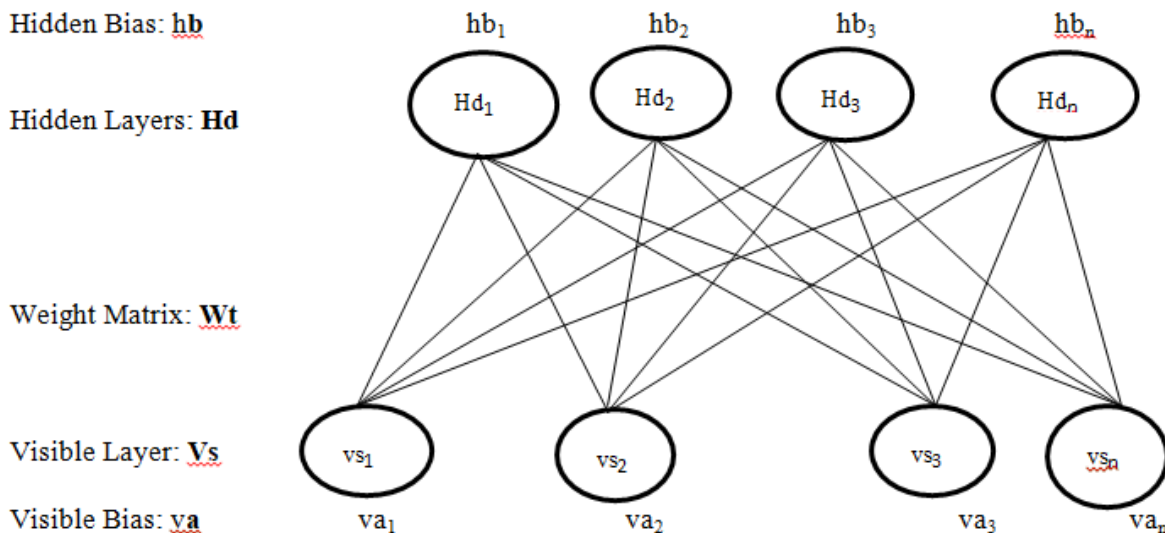 Hidden Bias: hb hb₁ hb₂ hb₃ hbₙ
Hd₁ Hd₂ Hd₃ Hdₙ
Hidden Layers: Hd
Weight Matrix: Wt
Visible Layer: Vs vs₁ vs₂ vs₃ vsₙ
Visible Bias: va va₁ va₂ va₃ vaₙ